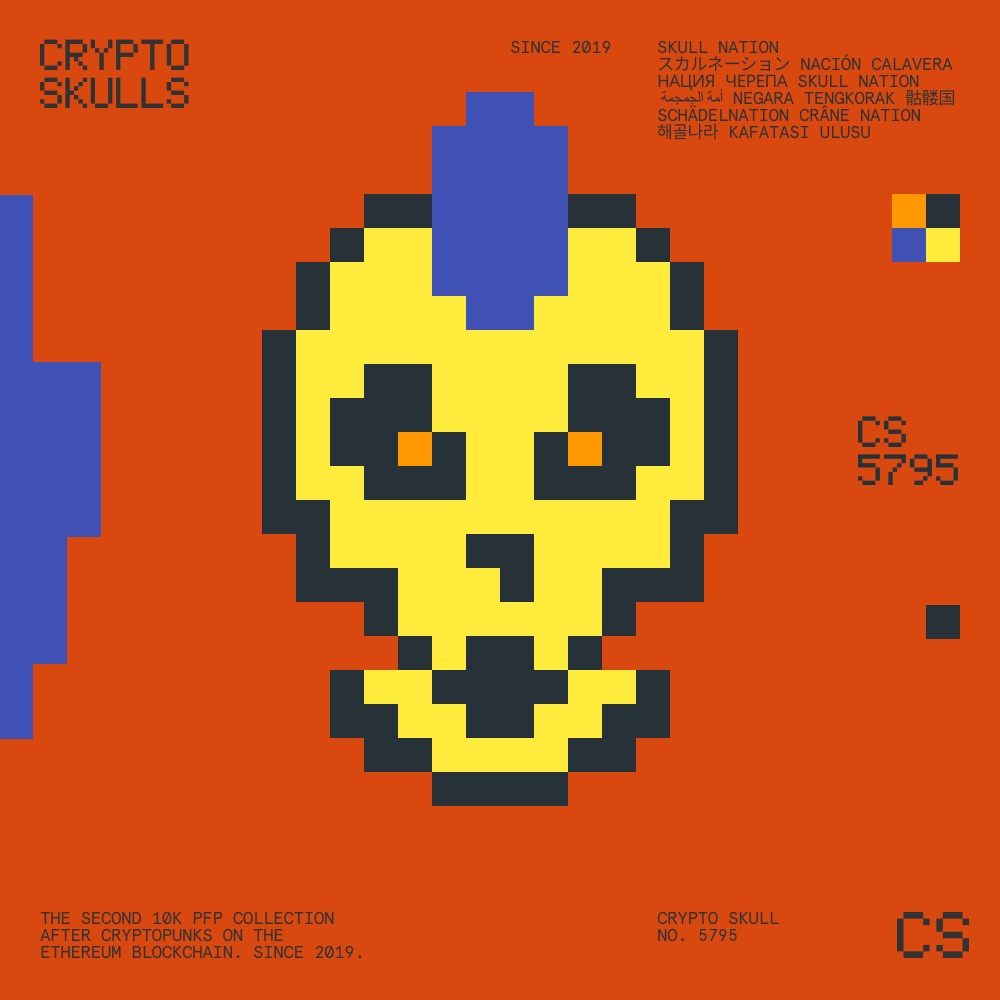 CRYPTO
SKULLS
SINCE 2019
SKULL NATION
スカルネーション NACIÓN CALAVERA
НАЦИЯ ЧЕРЕПА SKULL NATION
أمة الجمجمة NEGARA TENGKORAK 骷髅国
SCHÄDELNATION CRÂNE NATION
해골나라 KAFATASI ULUSU
CS
5795
THE SECOND 10K PFP COLLECTION
AFTER CRYPTOPUNKS ON THE
ETHEREUM BLOCKCHAIN. SINCE 2019.
CRYPTO SKULL
NO. 5795
CS